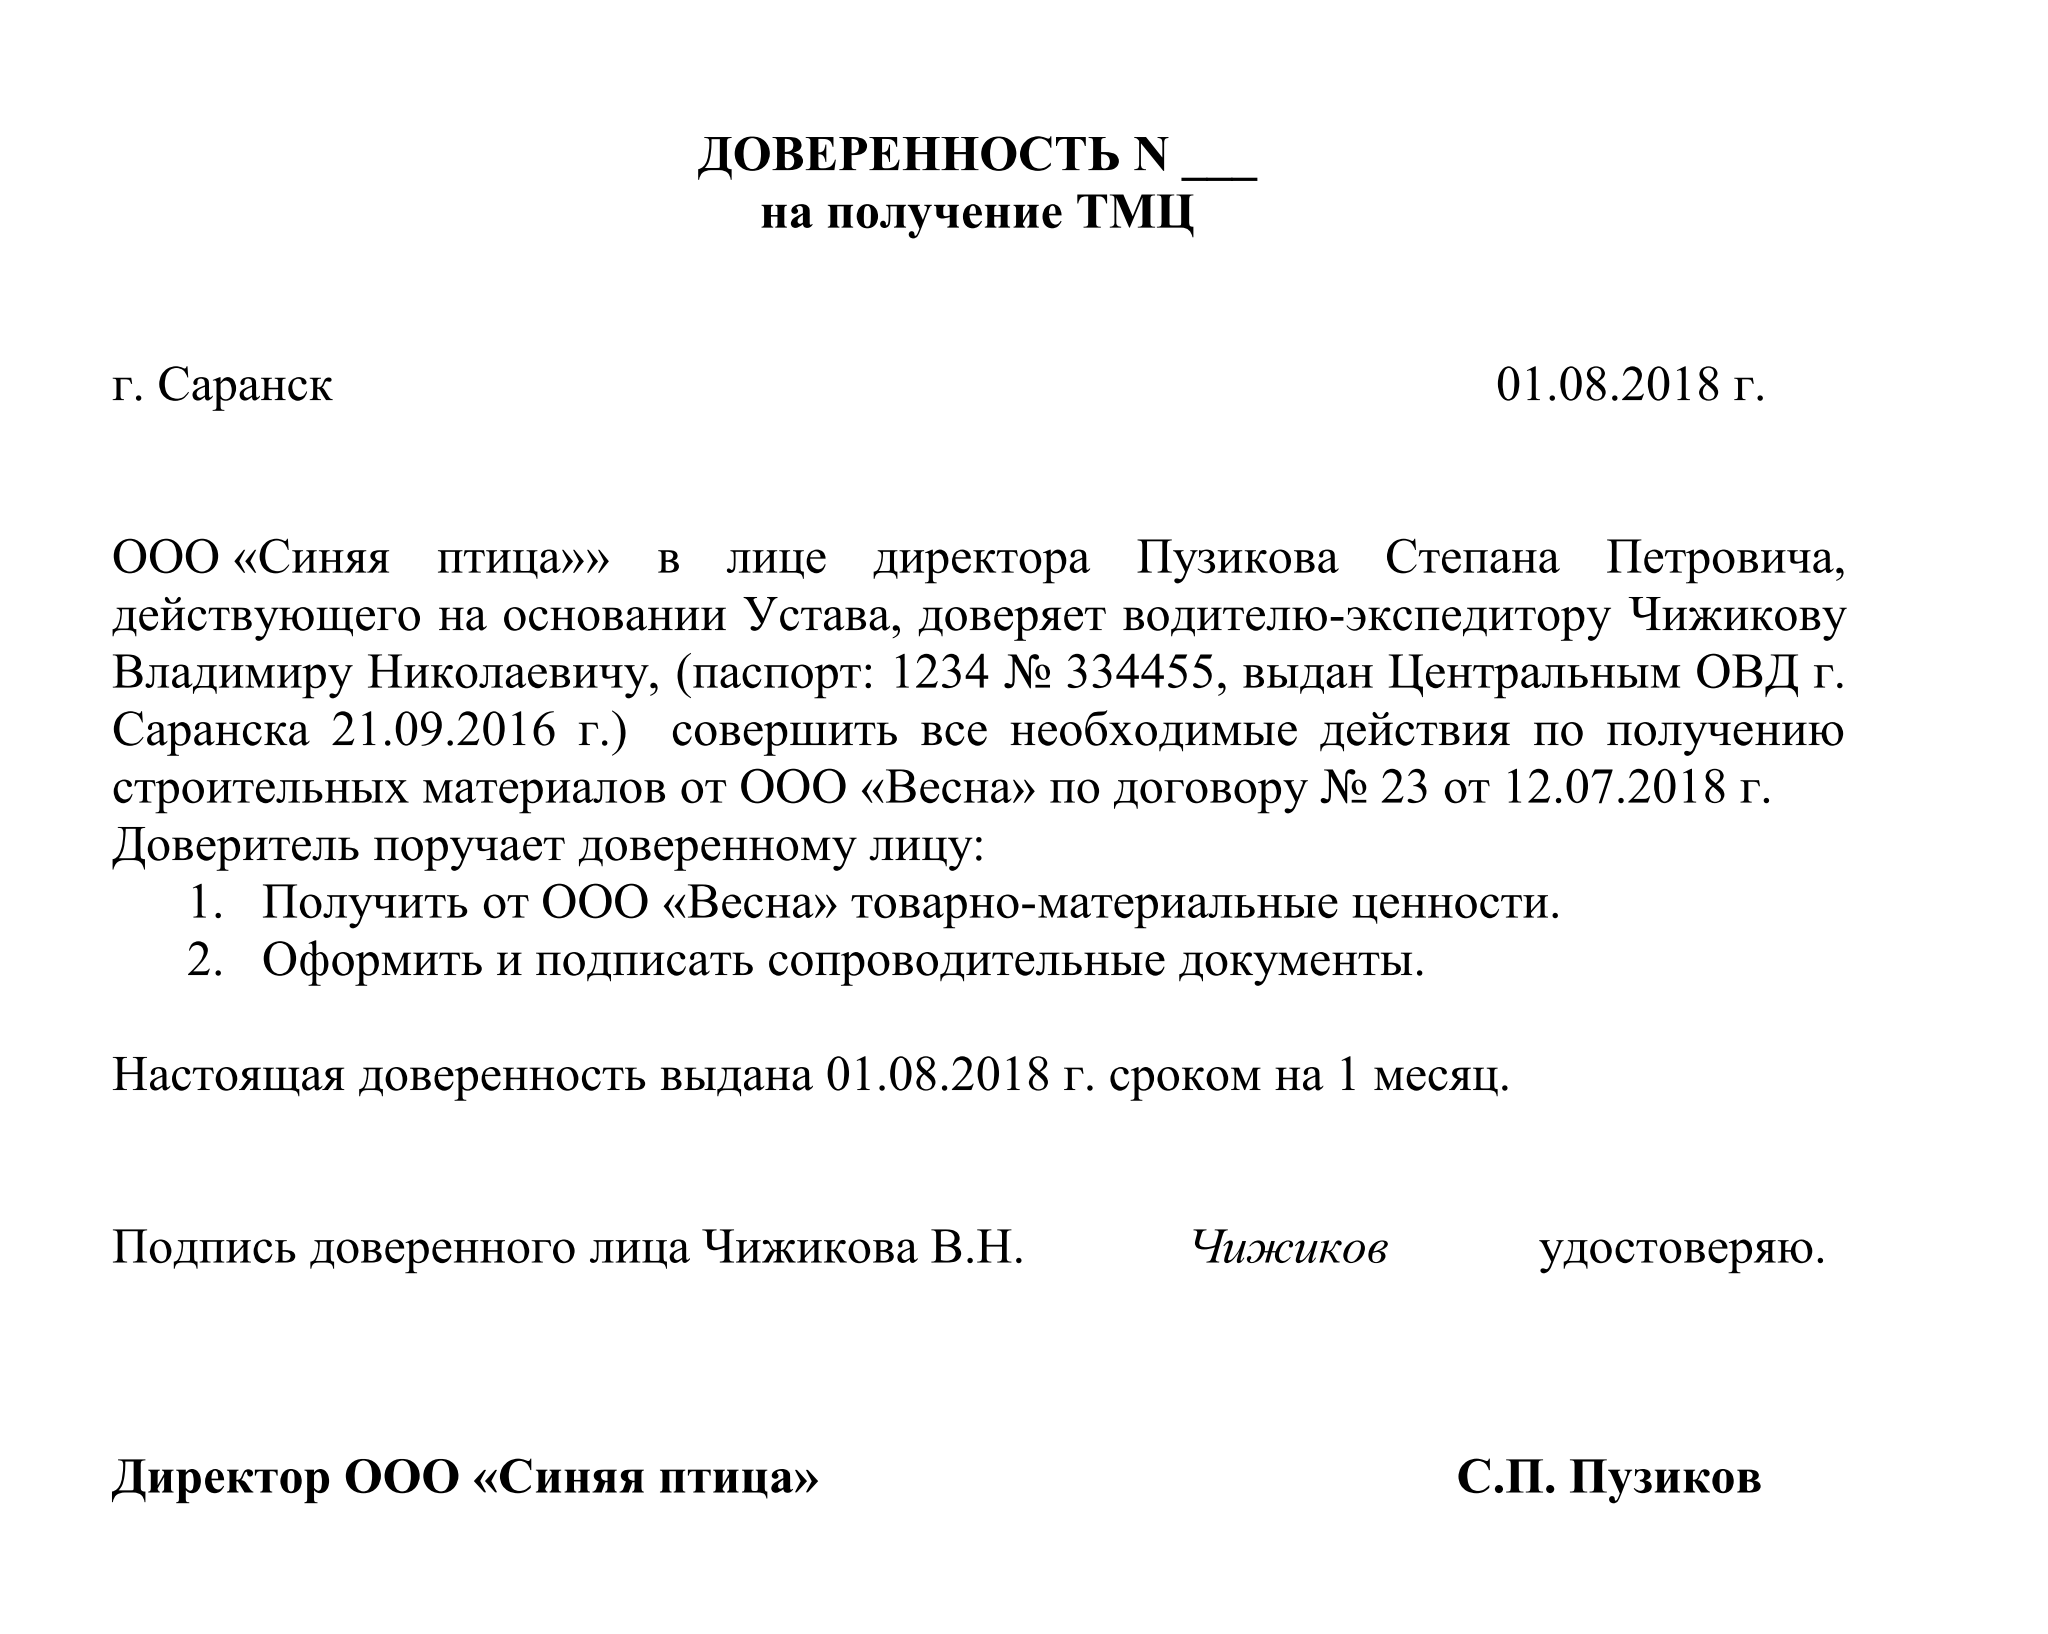 ДОВЕРЕННОСТЬ N ___
на получение ТМЦ
г. Саранск 01.08.2018 г.
ООО «Синяя птица»» в лице директора Пузикова Степана Петровича,
действующего на основании Устава, доверяет водителю-экспедитору Чижикову
Владимиру Николаевичу, (паспорт: 1234 № 334455, выдан Центральным ОВД г.
Саранска 21.09.2016 г.) совершить все необходимые действия по получению
строительных материалов от ООО «Весна» по договору № 23 от 12.07.2018 г.
Доверитель поручает доверенному лицу:
1. Получить от ООО «Весна» товарно-материальные ценности.
2. Оформить и подписать сопроводительные документы.
Настоящая доверенность выдана 01.08.2018 г. сроком на 1 месяц.
Подпись доверенного лица Чижикова В.Н. Чижиков удостоверяю.
Директор ООО «Синяя птица» С.П. Пузиков